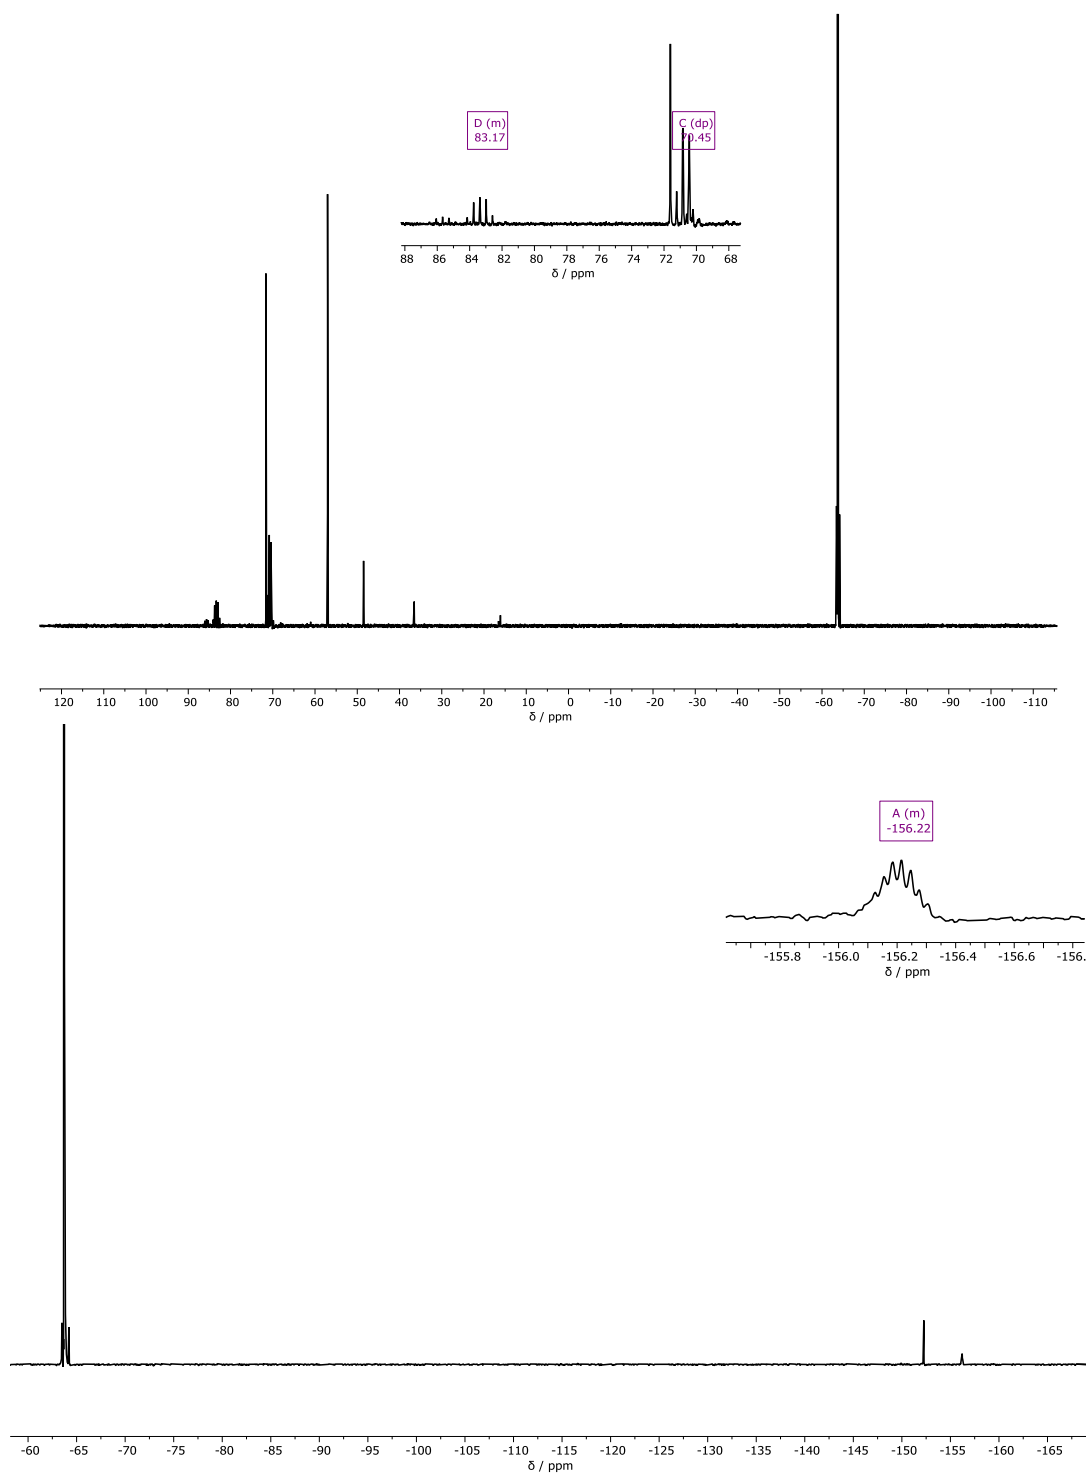 D (m)
83.17
C (dp)
70.45
88 86 84 82 80 78 76 74 72 70 68
δ / ppm
120 110 100 90 80 70 60 50 40 30 20 10 0 -10 -20 -30 -40 -50 -60 -70 -80 -90 -100 -110
δ / ppm
A (m)
-156.22
-155.8 -156.0 -156.2 -156.4 -156.6 -156.
δ / ppm
-60 -65 -70 -75 -80 -85 -90 -95 -100 -105 -110 -115 -120 -125 -130 -135 -140 -145 -150 -155 -160 -165
δ / ppm